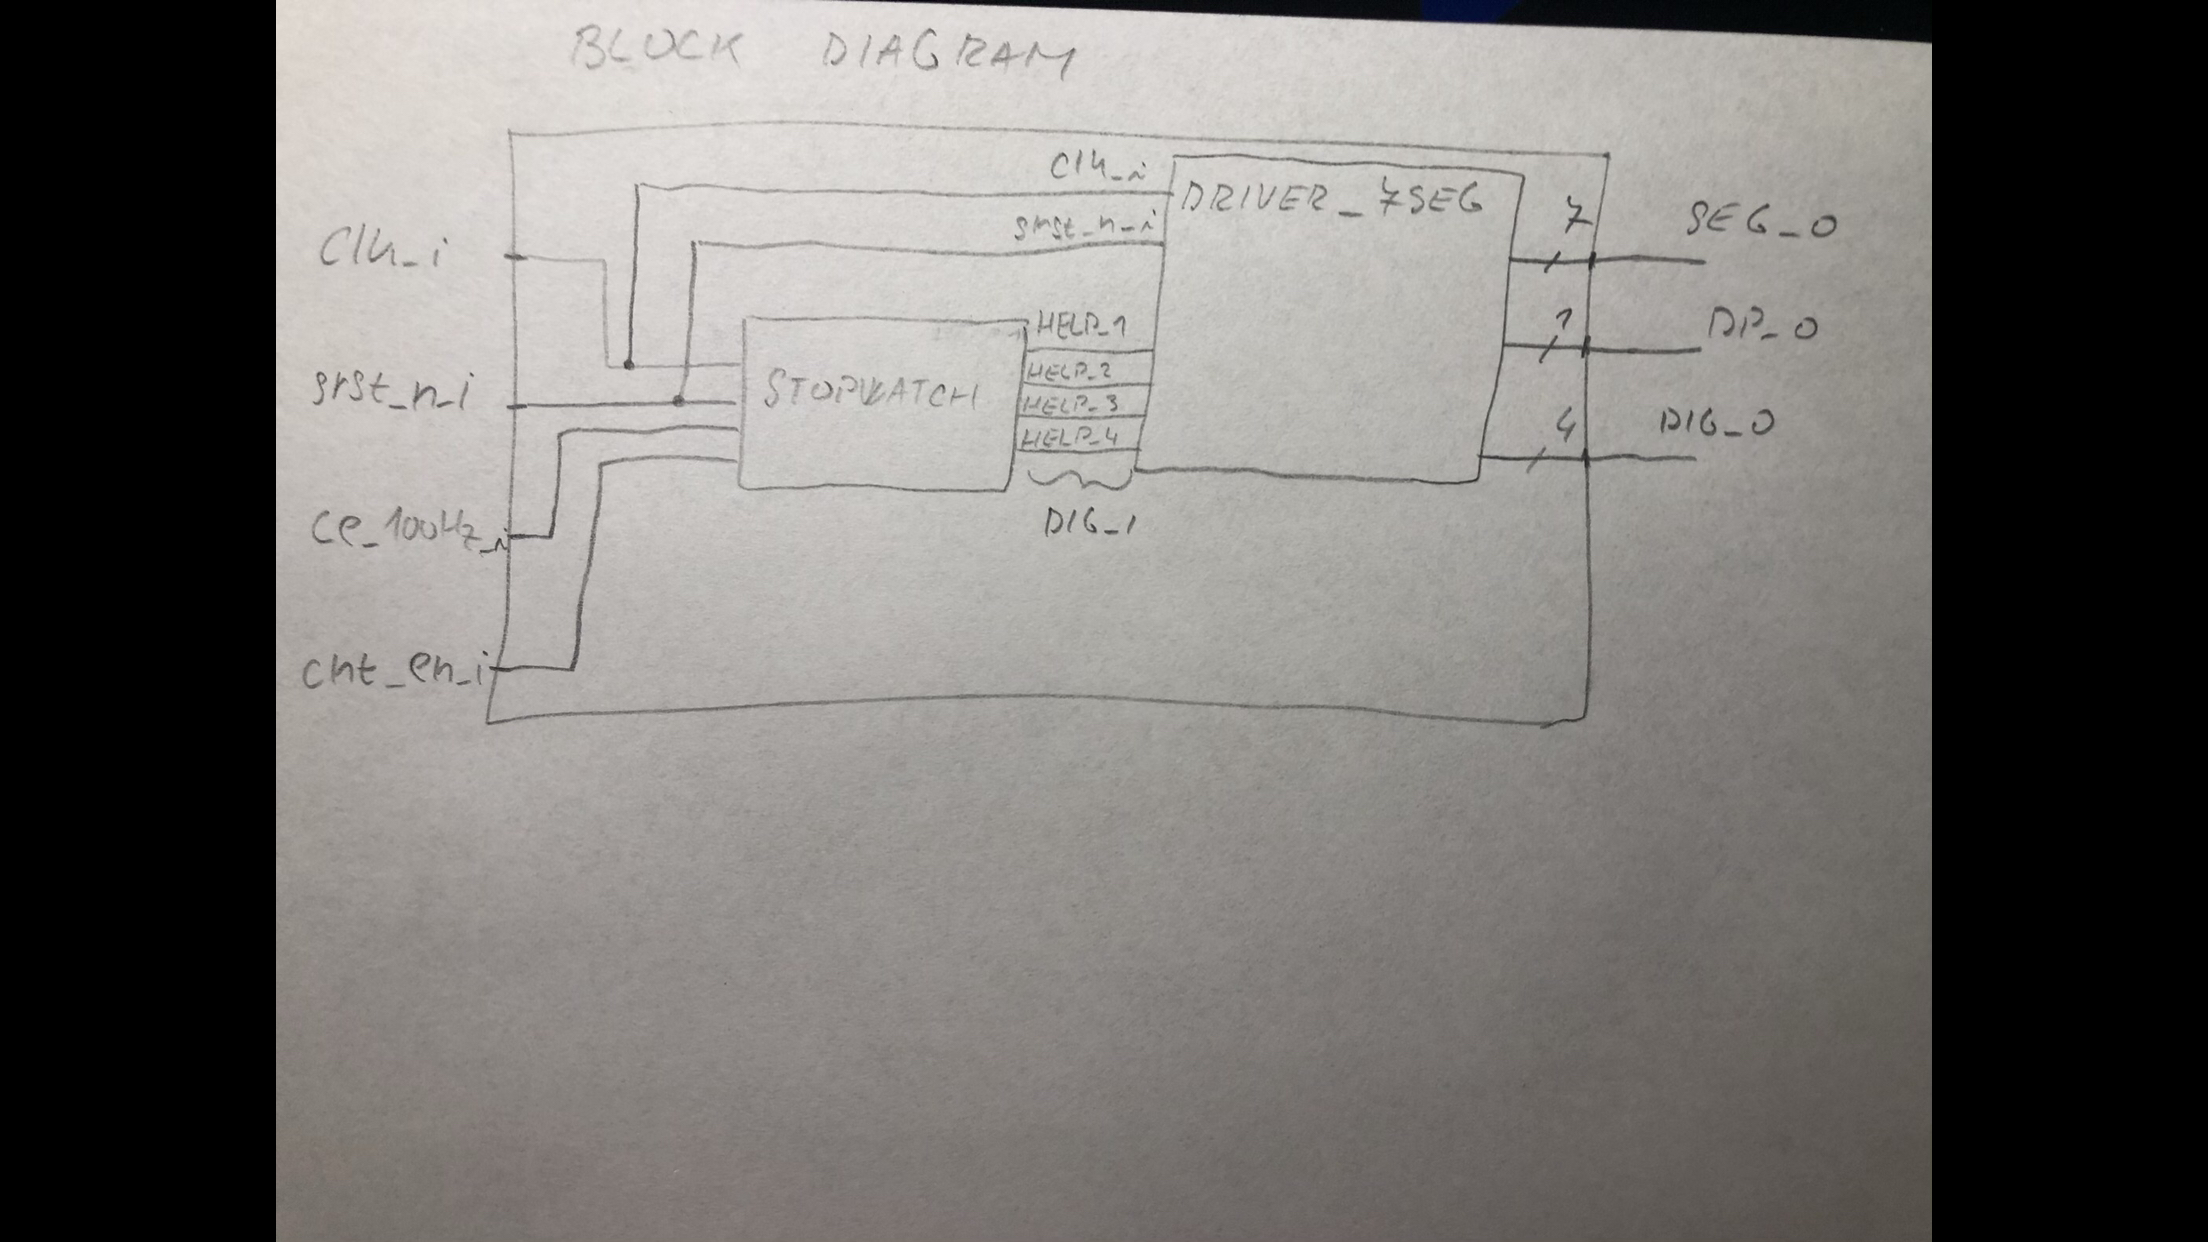 BLOCK DIAGRAM
clk_i
DRIVER_7SEG
7
SEG_O
srst_n_i
clk_i
HELP_1
1
DP_O
HELP_2
srst_n_i
STOPWATCH
HELP_3
4
DIG_O
HELP_4
ce_100Hz_i
DIG_1
cnt_en_i